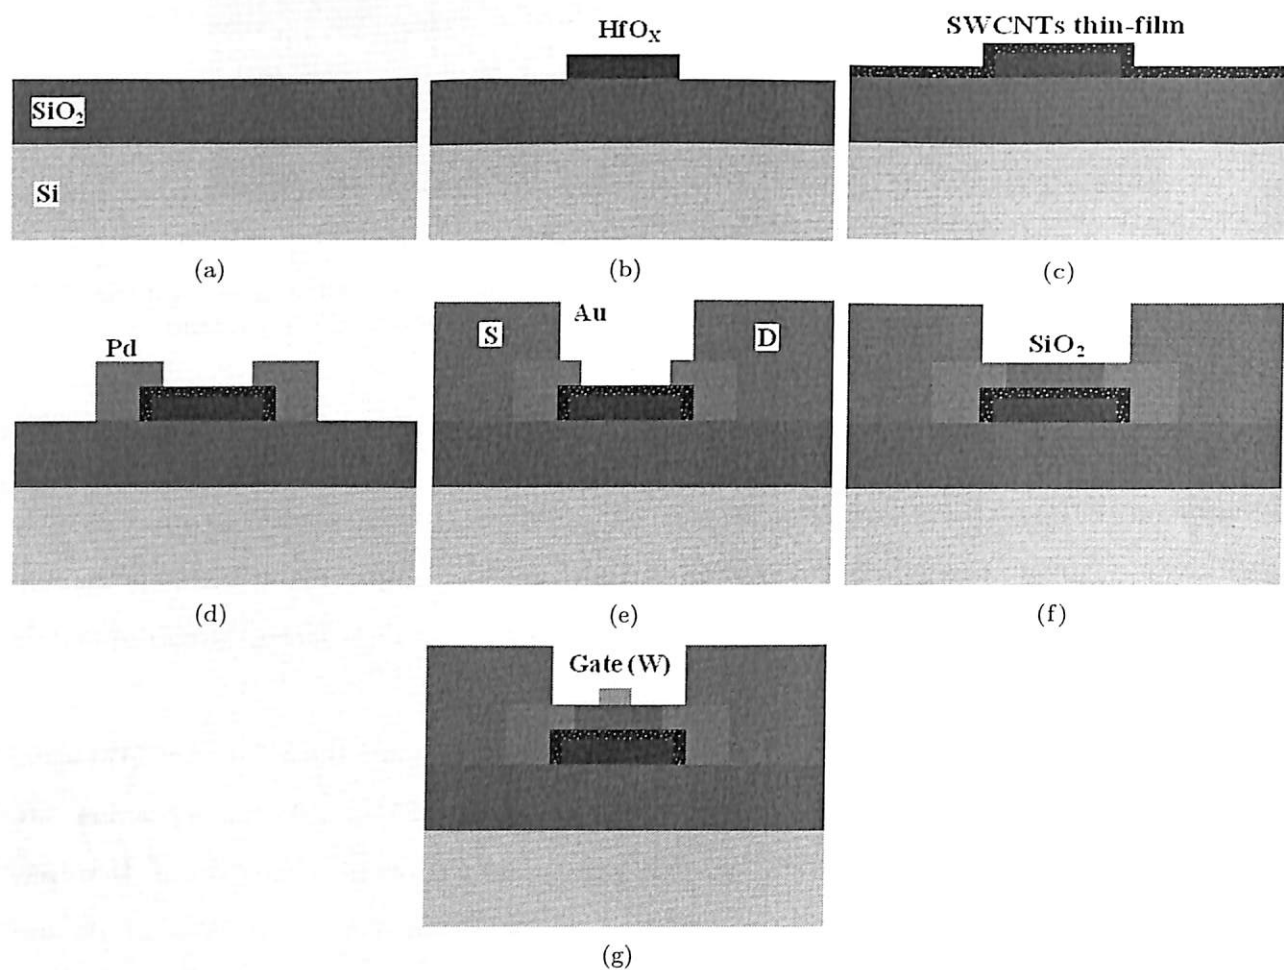 HfOₓ
SWCNTs thin-film
SiO₂
Si
(a)
(b)
(c)
Pd
S
Au
D
SiO₂
(d)
(e)
(f)
Gate (W)
(g)